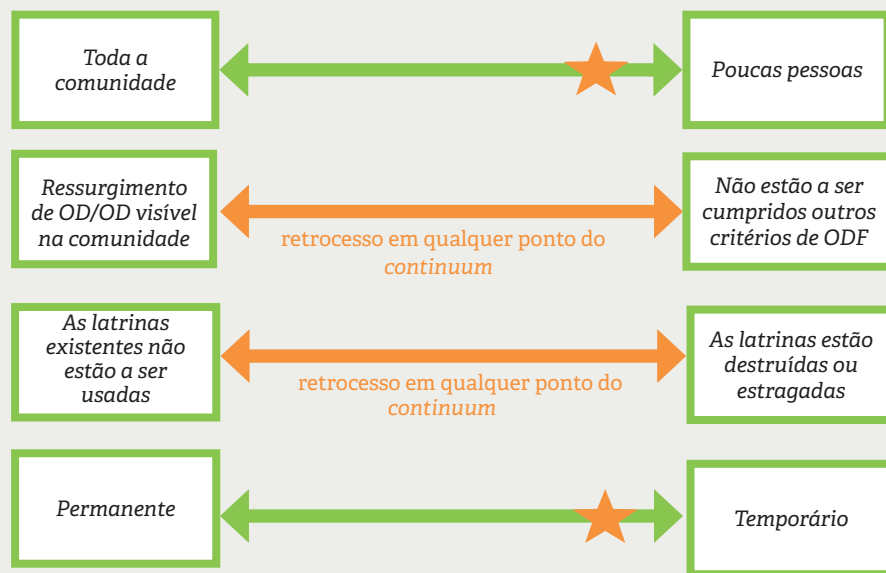 Toda a
comunidade
Poucas pessoas
Ressurgimento
de OD/OD visível
na comunidade
retrocesso em qualquer ponto do
continuum
Não estão a ser
cumpridos outros
critérios de ODF
As latrinas
existentes não
estão a ser
usadas
retrocesso em qualquer ponto do
continuum
As latrinas estão
destruídas ou
estragadas
Permanente
Temporário